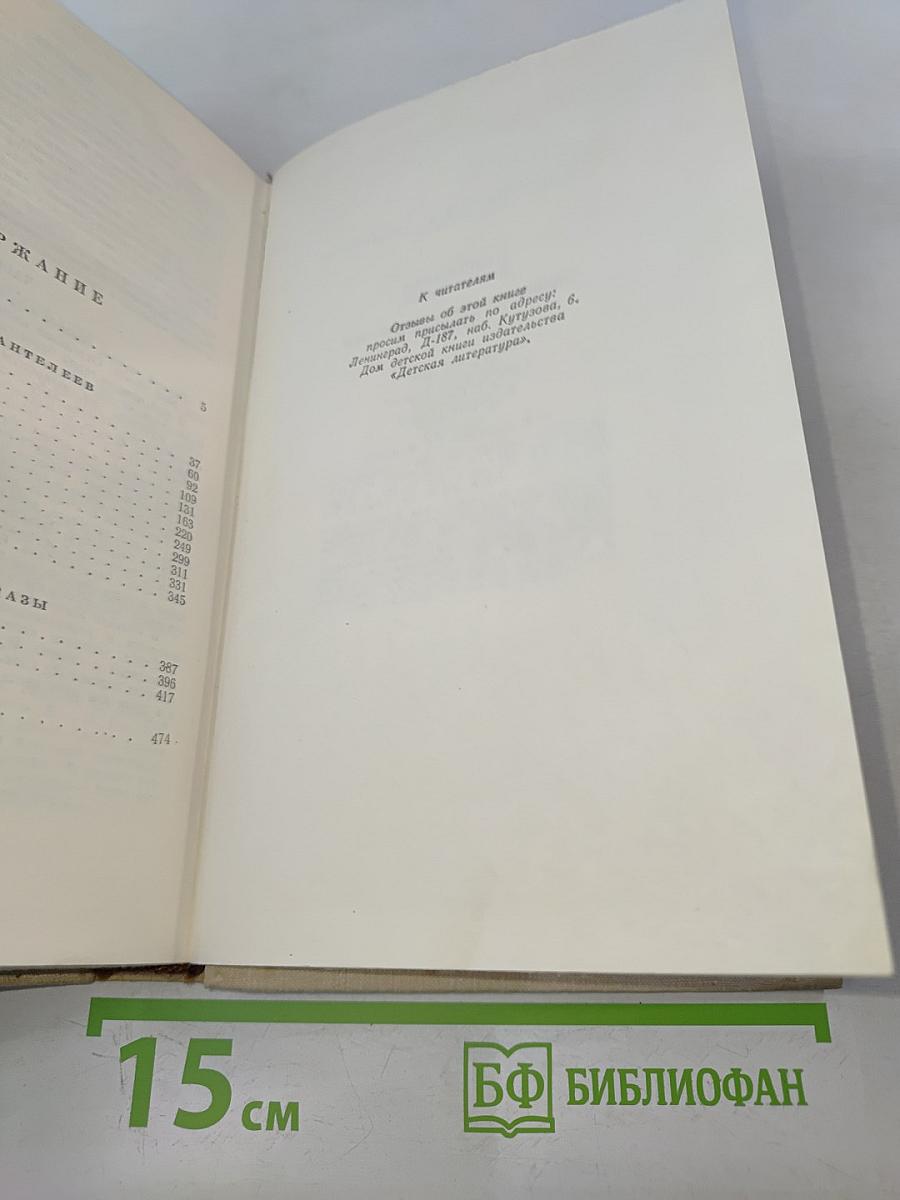 РЖАНИЕ
5
АНТЕЛЕЕВ
37
60
92
109
131
163
220
249
299
311
331
345
АЗЫ
387
396
417
474
К читателям
Отзывы об этой книге
просим присылать по адресу:
Ленинград, Д-187, наб. Кутузова, 6.
Дом детской книги издательства
«Детская литература».
15 см
БФ БИБЛИОФАН